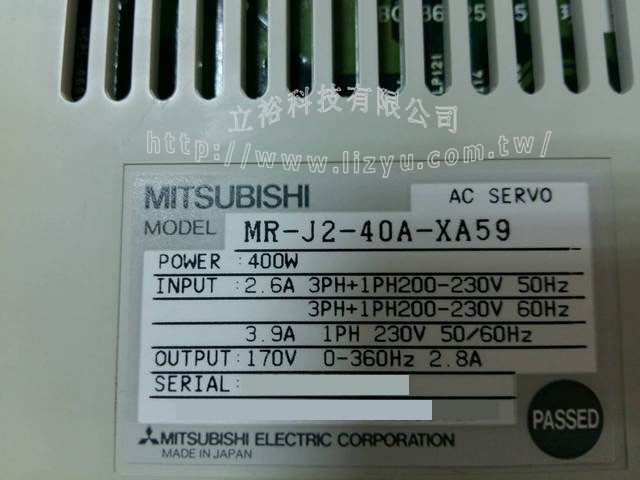 立裕科技有限公司
http://www.lizyu.com.tw/
MITSUBISHI AC SERVO
MODEL MR-J2-40A-XA59
POWER : 400W
INPUT : 2.6A 3PH+1PH200-230V 50Hz
3PH+1PH200-230V 60Hz
3.9A 1PH 230V 50/60Hz
OUTPUT: 170V 0-360Hz 2.8A
SERIAL:
PASSED
MITSUBISHI ELECTRIC CORPORATION
MADE IN JAPAN